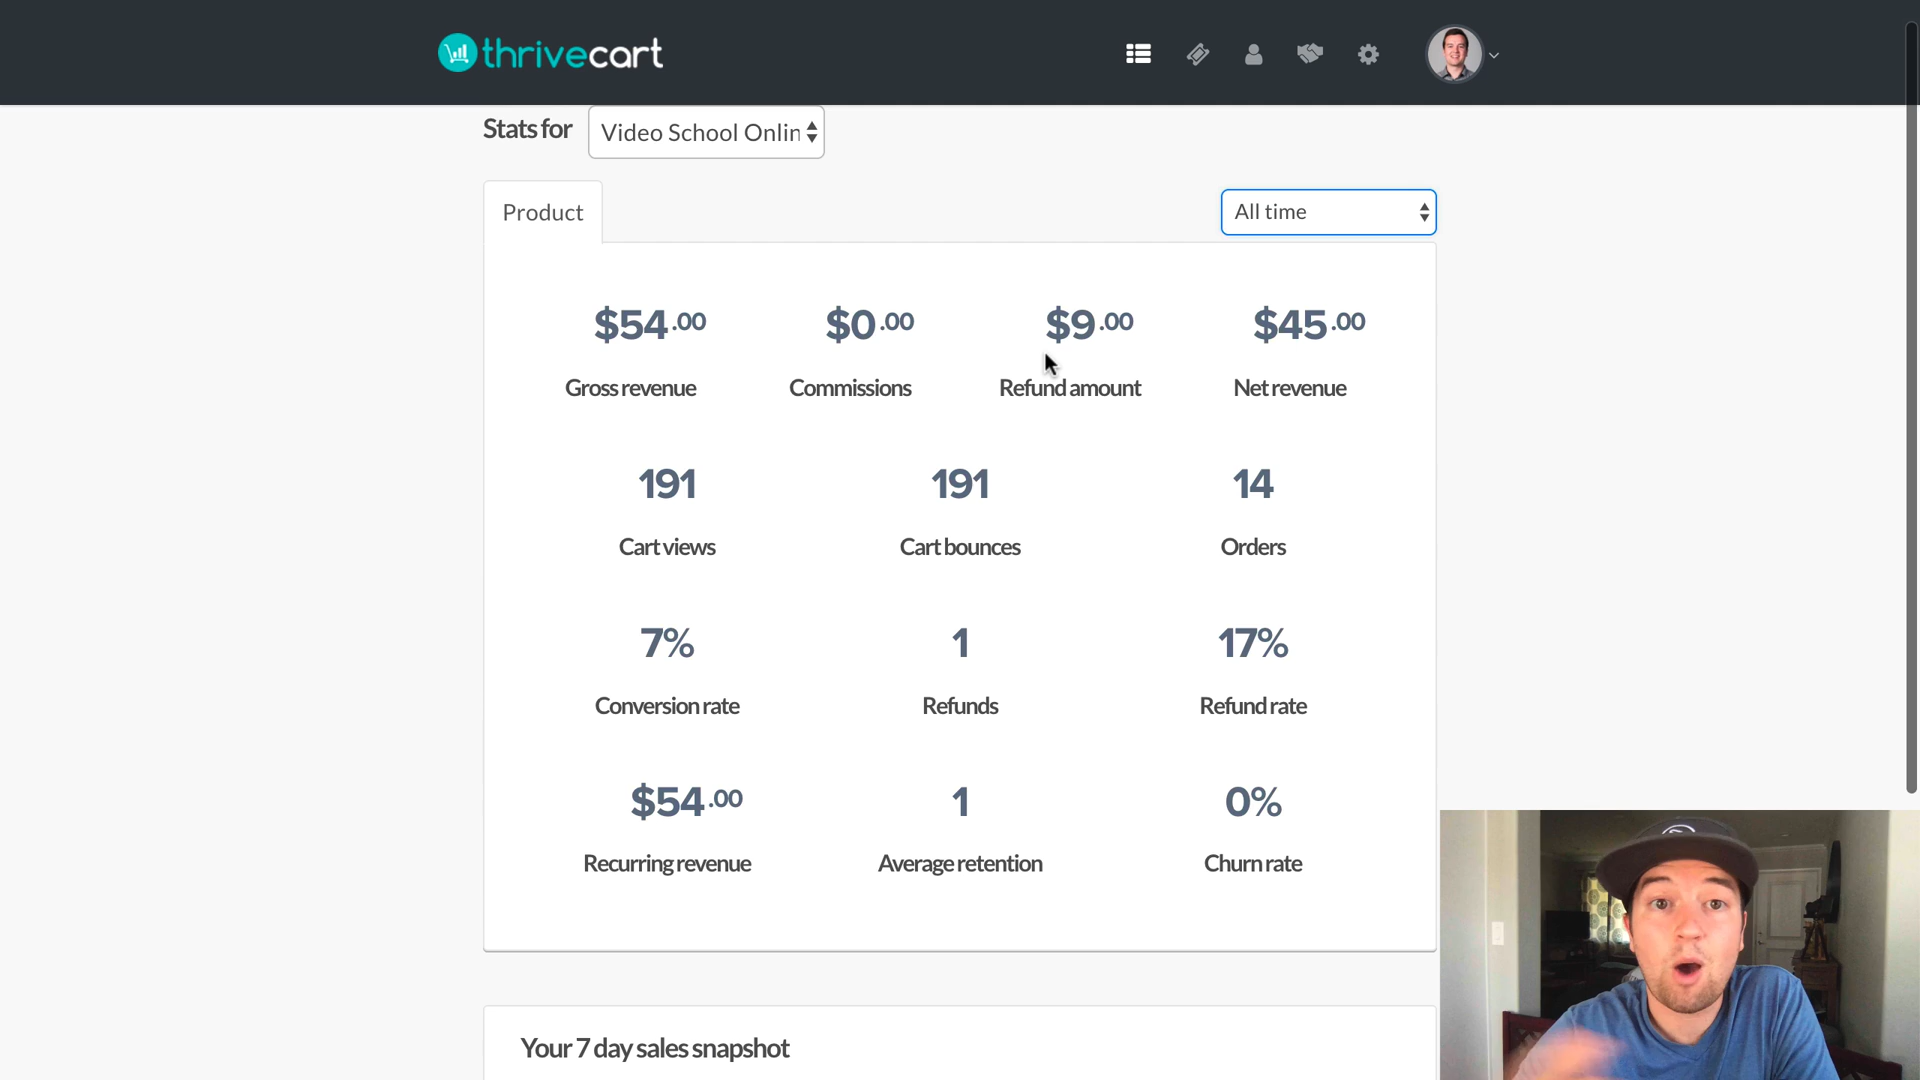 thrivecart
Stats for
Video School Onlin
Product
All time
$54.00
$0.00
$9.00
$45.00
Gross revenue
Commissions
Refund amount
Net revenue
191
191
14
Cart views
Cart bounces
Orders
7%
1
17%
Conversion rate
Refunds
Refund rate
$54.00
1
0%
Recurring revenue
Average retention
Churn rate
Your 7 day sales snapshot